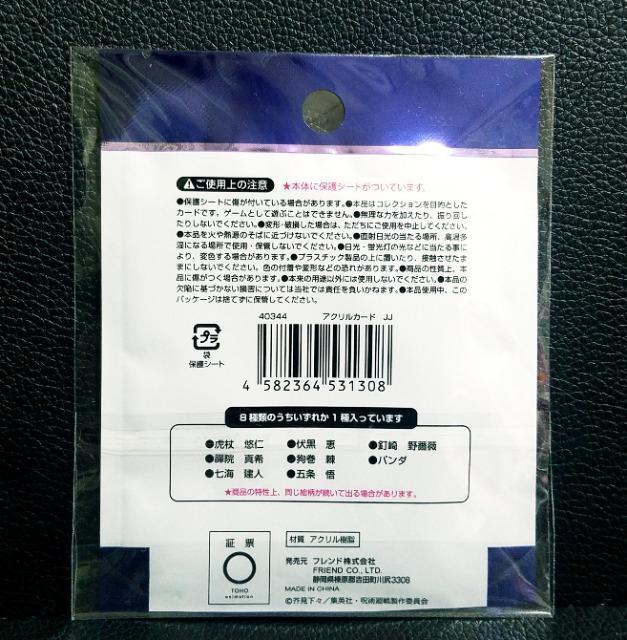 ご使用上の注意 ★本体に保護シートがついています。
●保護シートに傷が付いている場合があります。●本品はコレクションを目的とした
カードです。ゲームとして遊ぶことはできません。●無理な力を加えたり、振り回し
たりしないでください。●変形・破損した場合は、ただちにご使用を中止してください。
●本品を火や熱源のそばに近づけないでください。●直射日光の当たる場所、高温多
湿になる場所で使用・保管しないでください。●日光・蛍光灯の光などに当たる事に
より、変色する場合があります。●プラスチック製品の上に置いたり、接触させたま
まにしないでください。色の付着や変形などの恐れがあります。●商品の性質上、本
品に傷がつく場合があります。●本来の用途以外には使用しないでください。●本品の
欠陥に基づかない損害については当社では責任を負いかねます。●本品使用中、この
パッケージは捨てずに保管してください。
40344 アクリルカード JJ
プラ
袋
保護シート
4 582364 531308
8種類のうちいずれか1種入っています
●虎杖 悠仁 ●伏黒 恵 ●釘崎 野薔薇
●禪院 真希 ●狗巻 棘 ●パンダ
●七海 建人 ●五条 悟
★商品の特性上、同じ絵柄が続いて出る場合があります。
証 票
TOHO
animation
材質 アクリル樹脂
発売元 フレンド株式会社
FRIEND CO., LTD.
静岡県榛原郡吉田町川尻3308
MADE IN CHINA
©芥見下々／集英社・呪術廻戦製作委員会